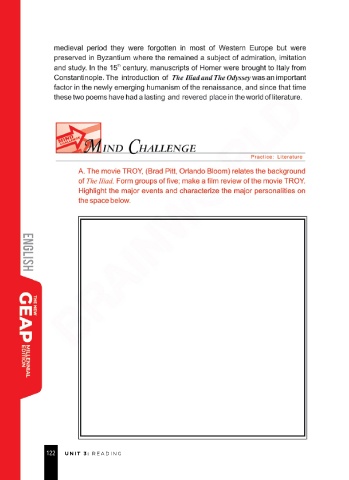 medieval period they were forgotten in most of Western Europe but were
preserved in Byzantium where the remained a subject of admiration, imitation
and study. In the 15th century, manuscripts of Homer were brought to Italy from
Constantinople. The introduction of The Iliad and The Odyssey was an important
factor in the newly emerging humanism of the renaissance, and since that time
these two poems have had a lasting and revered place in the world of literature.
MIND CHALLENGE
Practice: Literature
A. The movie TROY, (Brad Pitt, Orlando Bloom) relates the background
of The Iliad. Form groups of five; make a film review of the movie TROY.
Highlight the major events and characterize the major personalities on
the space below.
ENGLISH
THE NEW
GEAP
MILLENNIAL
EDITION
122 UNIT 3: READING